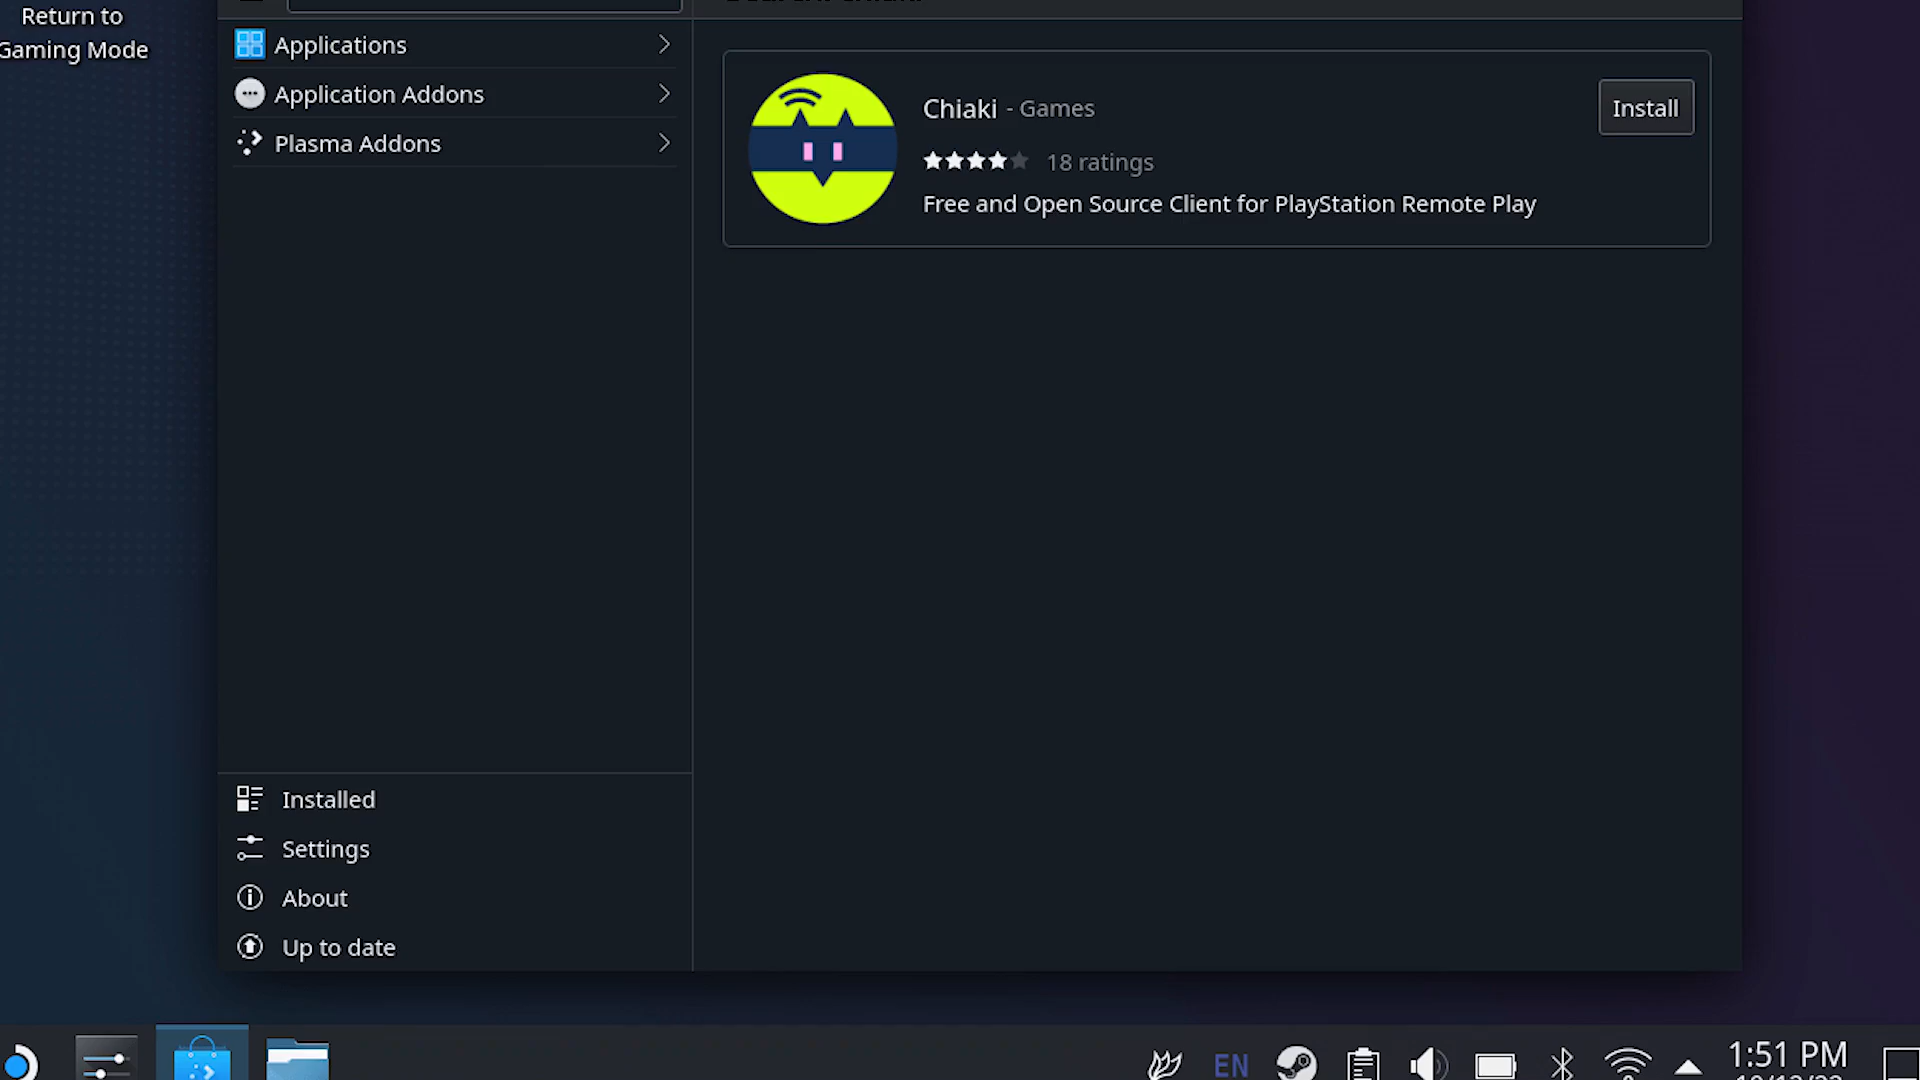 Return to
Gaming Mode
Applications
Application Addons
Plasma Addons
Chiaki - Games
Install
18 ratings
Free and Open Source Client for PlayStation Remote Play
Installed
Settings
About
Up to date
EN
1:51 PM